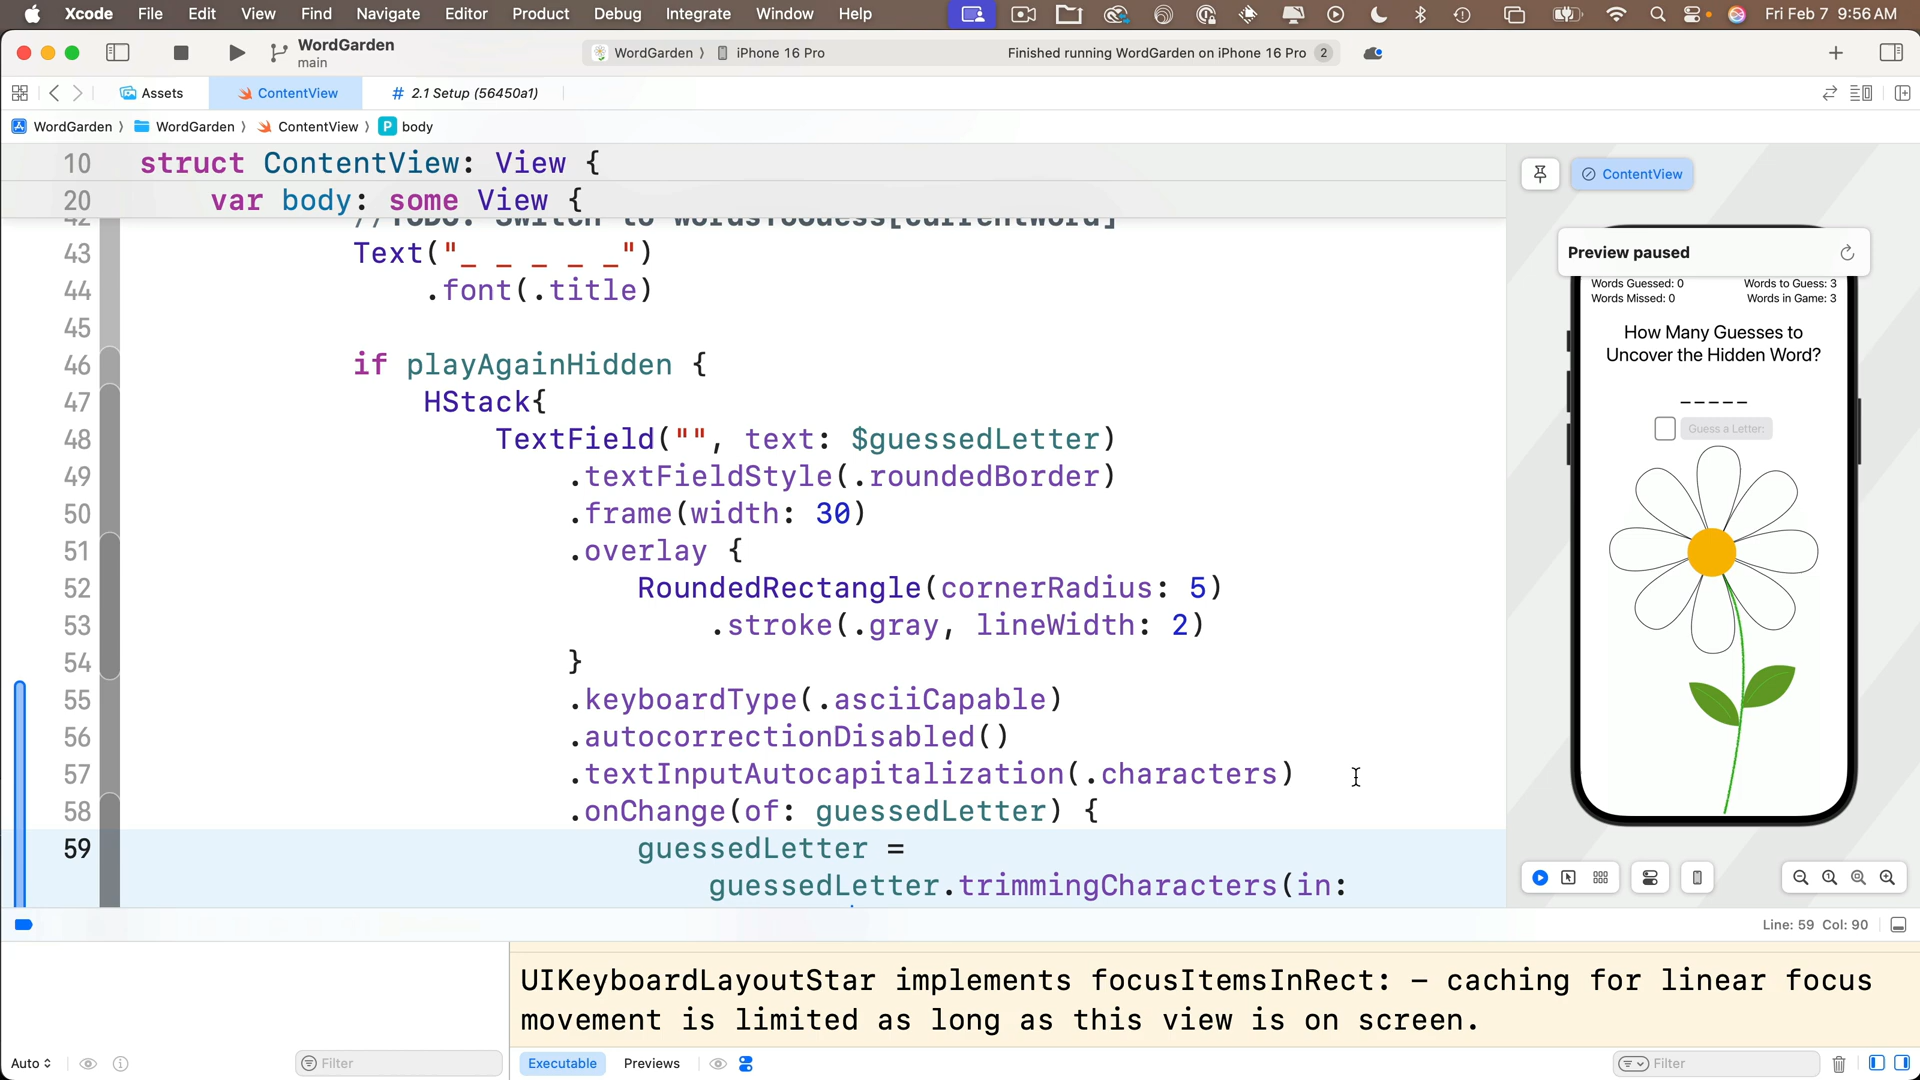 Xcode File Edit View Find Navigate Editor Product Debug Integrate Window Help Fri Feb 7 9:56 AM
WordGarden
main
WordGarden 〉 iPhone 16 Pro
Finished running WordGarden on iPhone 16 Pro 2
Assets ContentView # 2.1 Setup (56450a1)
WordGarden 〉 WordGarden 〉 ContentView 〉 P body
10 struct ContentView: View {
20 var body: some View {
42 //TODO: Switch to wordsToGuess[currentWord]
43 Text("_ _ _ _ _")
44 .font(.title)
45
46 if playAgainHidden {
47 HStack{
48 TextField("", text: $guessedLetter)
49 .textFieldStyle(.roundedBorder)
50 .frame(width: 30)
51 .overlay {
52 RoundedRectangle(cornerRadius: 5)
53 .stroke(.gray, lineWidth: 2)
54 }
55 .keyboardType(.asciiCapable)
56 .autocorrectionDisabled()
57 .textInputAutocapitalization(.characters)
58 .onChange(of: guessedLetter) {
59 guessedLetter =
guessedLetter.trimmingCharacters(in:
ContentView
Preview paused
Words Guessed: 0 Words to Guess: 3
Words Missed: 0 Words in Game: 3
How Many Guesses to
Uncover the Hidden Word?
_ _ _ _ _
Guess a Letter:
Line: 59 Col: 90
UIKeyboardLayoutStar implements focusItemsInRect: – caching for linear focus
movement is limited as long as this view is on screen.
Auto Filter Executable Previews Filter